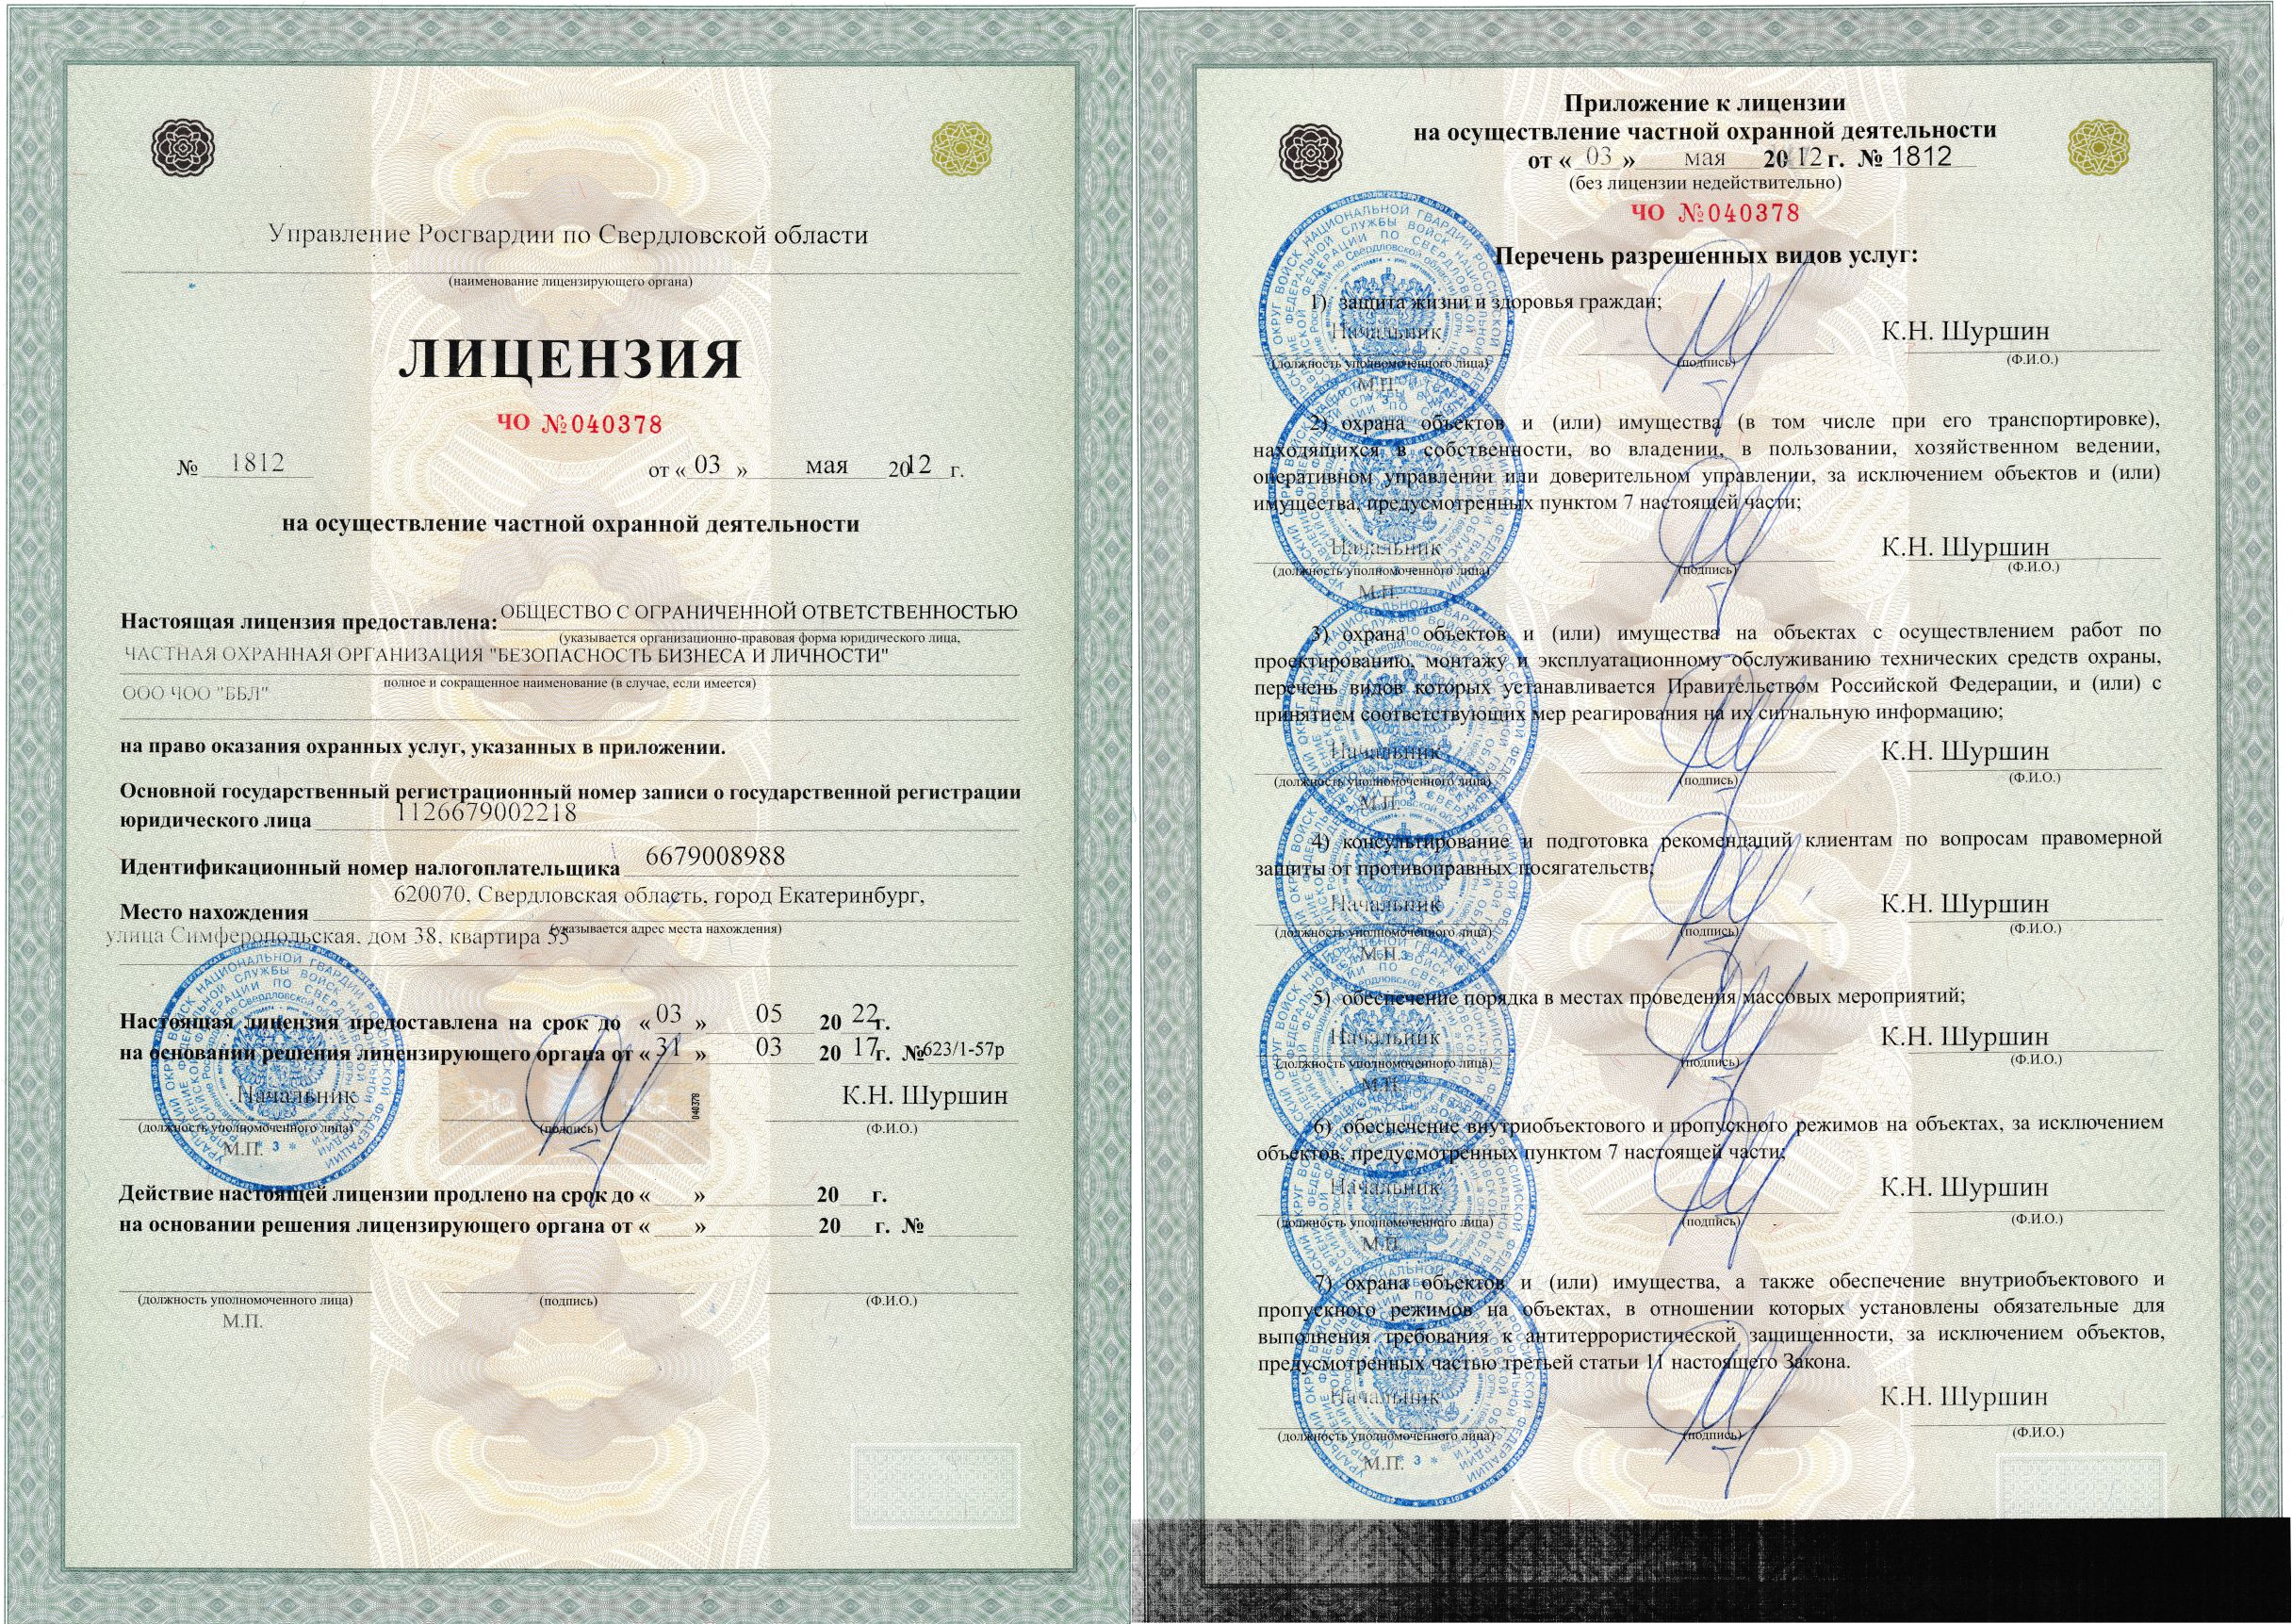 Управление Росгвардии по Свердловской области
(наименование лицензирующего органа)
ЛИЦЕНЗИЯ
ЧО №040378
№ 1812 от « 03 » мая 2012 г.
на осуществление частной охранной деятельности
Настоящая лицензия предоставлена: ОБЩЕСТВО С ОГРАНИЧЕННОЙ ОТВЕТСТВЕННОСТЬЮ
(указывается организационно-правовая форма юридического лица,
ЧАСТНАЯ ОХРАННАЯ ОРГАНИЗАЦИЯ "БЕЗОПАСНОСТЬ БИЗНЕСА И ЛИЧНОСТИ"
полное и сокращенное наименование (в случае, если имеется)
ООО ЧОО "ББЛ"
на право оказания охранных услуг, указанных в приложении.
Основной государственный регистрационный номер записи о государственной регистрации
юридического лица 1126679002218
Идентификационный номер налогоплательщика 6679008988
Место нахождения 620070, Свердловская область, город Екатеринбург,
(указывается адрес места нахождения)
улица Симферопольская, дом 38, квартира 35
Настоящая лицензия предоставлена на срок до « 03 » 05 20 22г.
на основании решения лицензирующего органа от « 31 » 03 20 17г. №623/1-57р
Начальник К.Н. Шуршин
040378
(должность уполномоченного лица) (подпись) (Ф.И.О.)
М.П.
Действие настоящей лицензии продлено на срок до « » 20 г.
на основании решения лицензирующего органа от « » 20 г. №
(должность уполномоченного лица) (подпись) (Ф.И.О.)
М.П.
Приложение к лицензии
на осуществление частной охранной деятельности
от « 03 » мая 2012 г. № 1812
(без лицензии недействительно)
ЧО №040378
Перечень разрешенных видов услуг:
1) защита жизни и здоровья граждан;
Начальник К.Н. Шуршин
(должность уполномоченного лица) (подпись) (Ф.И.О.)
М.П.
2) охрана объектов и (или) имущества (в том числе при его транспортировке),
находящихся в собственности, во владении, в пользовании, хозяйственном ведении,
оперативном управлении или доверительном управлении, за исключением объектов и (или)
имущества, предусмотренных пунктом 7 настоящей части;
Начальник К.Н. Шуршин
(должность уполномоченного лица) (подпись) (Ф.И.О.)
М.П.
3) охрана объектов и (или) имущества на объектах с осуществлением работ по
проектированию, монтажу и эксплуатационному обслуживанию технических средств охраны,
перечень видов которых устанавливается Правительством Российской Федерации, и (или) с
принятием соответствующих мер реагирования на их сигнальную информацию;
Начальник К.Н. Шуршин
(должность уполномоченного лица) (подпись) (Ф.И.О.)
М.П.
4) консультирование и подготовка рекомендаций клиентам по вопросам правомерной
защиты от противоправных посягательств;
Начальник К.Н. Шуршин
(должность уполномоченного лица) (подпись) (Ф.И.О.)
М.П.
5) обеспечение порядка в местах проведения массовых мероприятий;
Начальник К.Н. Шуршин
(должность уполномоченного лица) (подпись) (Ф.И.О.)
М.П.
6) обеспечение внутриобъектового и пропускного режимов на объектах, за исключением
объектов, предусмотренных пунктом 7 настоящей части;
Начальник К.Н. Шуршин
(должность уполномоченного лица) (подпись) (Ф.И.О.)
М.П.
7) охрана объектов и (или) имущества, а также обеспечение внутриобъектового и
пропускного режимов на объектах, в отношении которых установлены обязательные для
выполнения требования к антитеррористической защищенности, за исключением объектов,
предусмотренных частью третьей статьи 11 настоящего Закона.
Начальник К.Н. Шуршин
(должность уполномоченного лица) (подпись) (Ф.И.О.)
М.П.